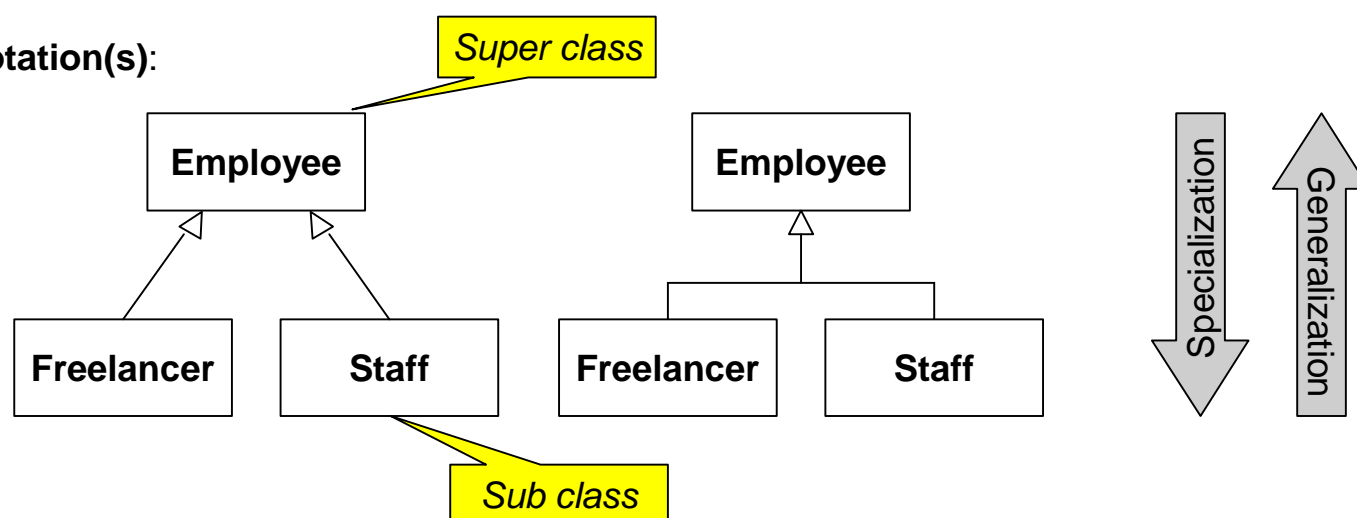 otation(s):
Super class
Employee
Employee
Freelancer
Staff
Freelancer
Staff
Sub class
Specialization
Generalization